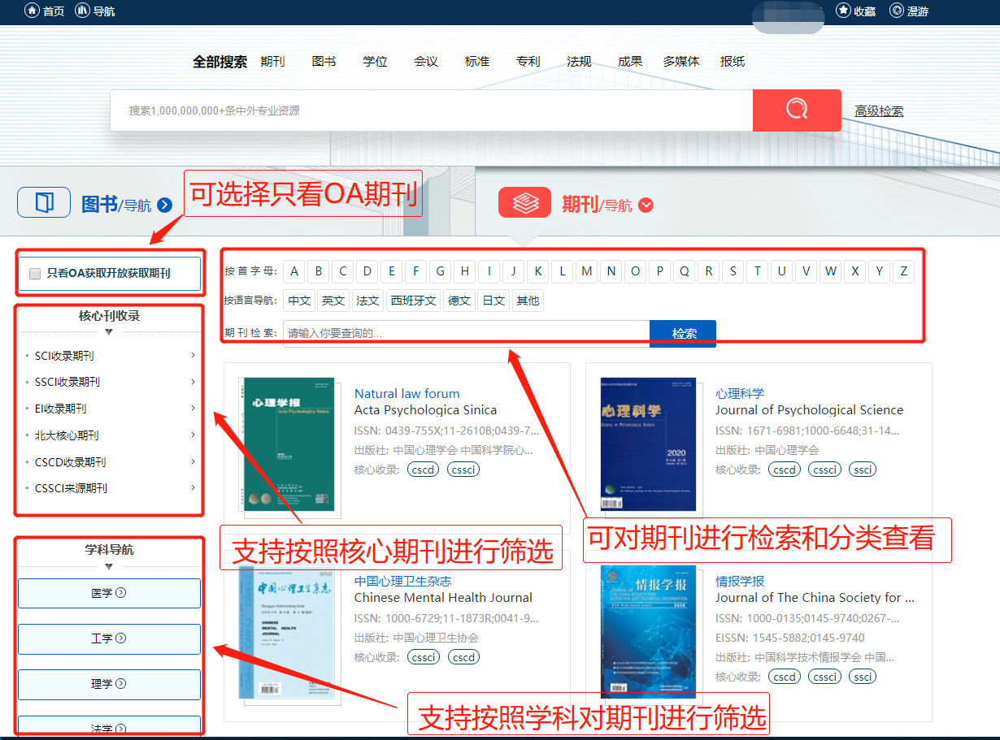 首页 导航 收藏 漫游
全部搜索 期刊 图书 学位 会议 标准 专利 法规 成果 多媒体 报纸
搜索1,000,000,000+条中外专业资源 高级检索
图书/导航
可选择只看OA期刊
期刊/导航
只看OA获取开放获取期刊
核心刊收录
SCI收录期刊
SSCI收录期刊
EI收录期刊
北大核心期刊
CSCD收录期刊
CSSCI来源期刊
学科导航
医学
工学
理学
法学
按首字母: A B C D E F G H I J K L M N O P Q R S T U V W X Y Z
按语言导航: 中文 英文 法文 西班牙文 德文 日文 其他
期刊检索: 请输入你要查询的... 检索
心理学报
Acta Psychologica Sinica
Natural law forum
Acta Psychologica Sinica
ISSN: 0439-755X;11-2610B;0439-7...
出版社: 中国心理学会 中国科学院心...
核心收录: cscd cssci
心理科学
JOURNAL OF PSYCHOLOGICAL SCIENCE
2020
心理科学
Journal of Psychological Science
ISSN: 1671-6981;1000-6648;31-14...
出版社: 中国心理学会
核心收录: cscd cssci ssci
支持按照核心期刊进行筛选
可对期刊进行检索和分类查看
中国心理卫生杂志
CHINESE
MENTAL HEALTH
JOURNAL
中国心理卫生杂志
Chinese Mental Health Journal
ISSN: 1000-6729;11-1873R;0041-9...
出版社: 中国心理卫生协会
核心收录: cssci cscd
情报学报
JOURNAL OF
THE CHINA SOCIETY FOR
SCIENTIFIC AND TECHNICAL INFORMATION
2020
情报学报
Journal of The China Society for ...
ISSN: 1000-0135;0145-9740;0267-...
EISSN: 1545-5882;0145-9740
出版社: 中国科学技术情报学会 中国...
核心收录: cscd cssci ssci
支持按照学科对期刊进行筛选